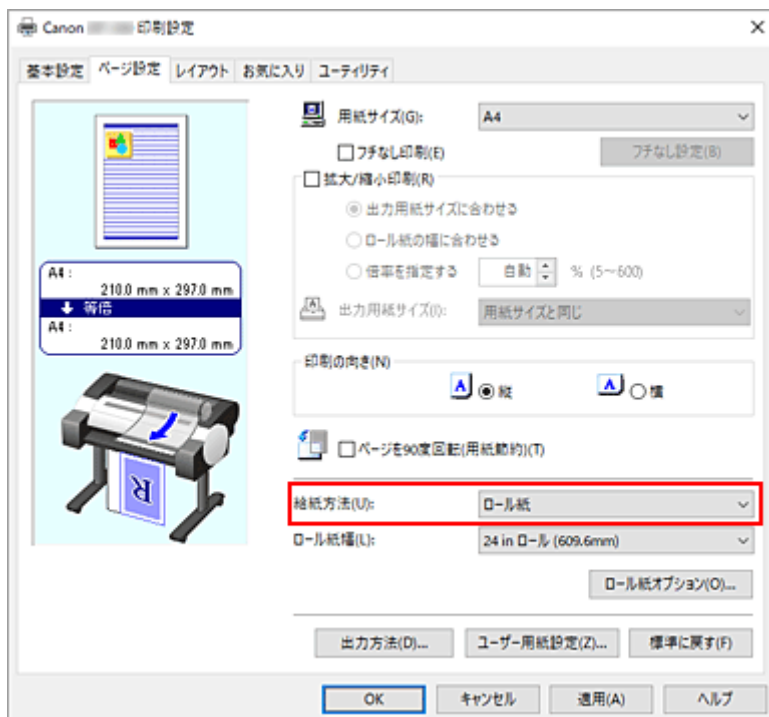 Canon 印刷設定
基本設定 ページ設定 レイアウト お気に入り ユーティリティ
用紙サイズ(G): A4
フチなし印刷(E) フチなし設定(B)
拡大/縮小印刷(R)
出力用紙サイズに合わせる
ロール紙の幅に合わせる
倍率を指定する 自動 % (5～600)
出力用紙サイズ(I): 用紙サイズと同じ
A4 :
210.0 mm x 297.0 mm
等倍
A4 :
210.0 mm x 297.0 mm
印刷の向き(N)
A 縦 A 横
ページを90度回転(用紙節約)(T)
R
給紙方法(U): ロール紙
ロール紙幅(L): 24 in ロール (609.6mm)
ロール紙オプション(O)...
出力方法(D)... ユーザー用紙設定(Z)... 標準に戻す(F)
OK キャンセル 適用(A) ヘルプ